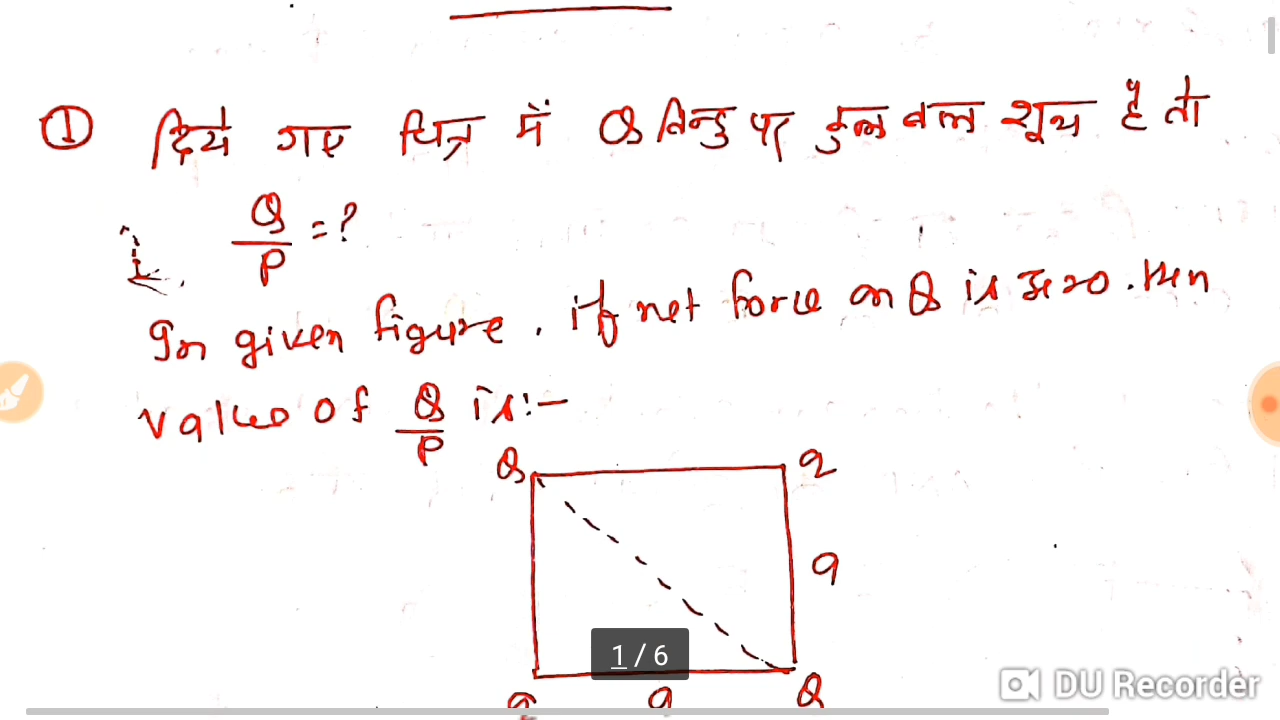 ① दिये गए चित्र में Q बिन्दु पर कुल बल शून्य है तो
Q/P = ?
In given figure. if net force on Q is zero. then
value of Q/P is:-
Q q
a
1 / 6
q a Q
DU Recorder